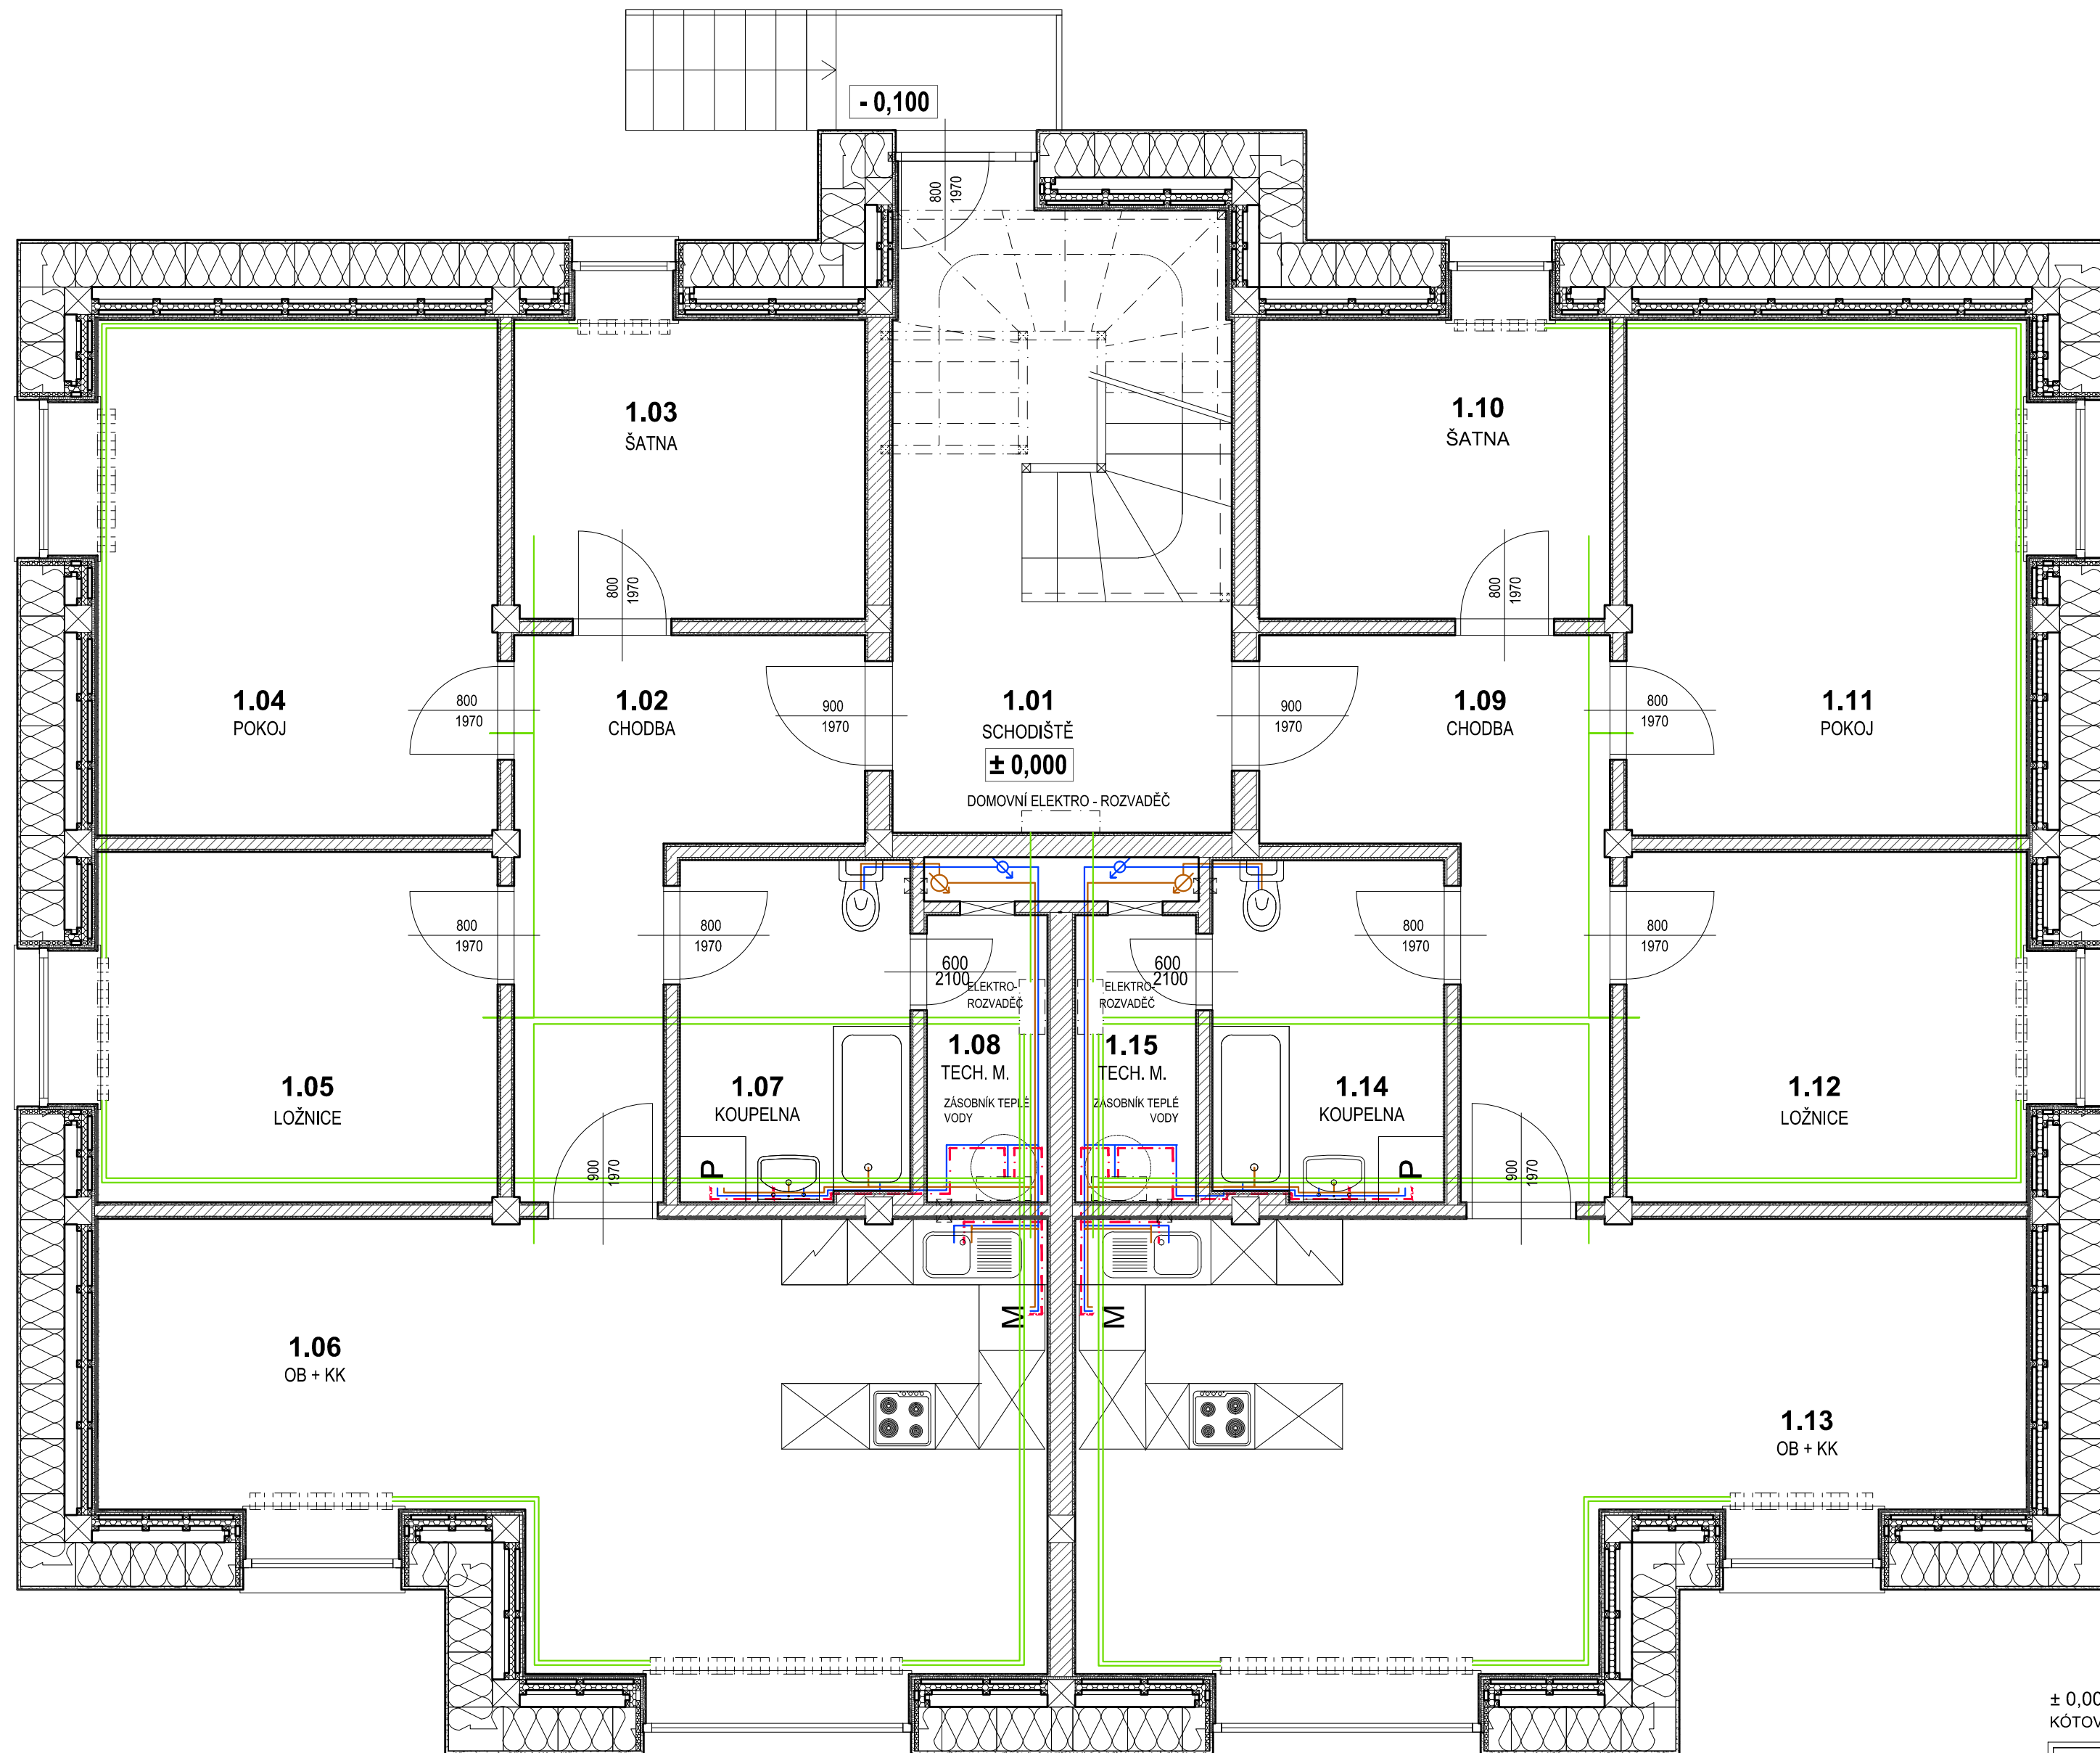 - 0,100
800
1970
1.03
ŠATNA
1.10
ŠATNA
800
1970
800
1970
1.04
POKOJ
800
1970
1.02
CHODBA
900
1970
1.01
SCHODIŠTĚ
± 0,000
DOMOVNÍ ELEKTRO - ROZVADĚČ
900
1970
1.09
CHODBA
800
1970
1.11
POKOJ
800
1970
800
1970
600
2100
ELEKTRO-
ROZVADĚČ
600
2100
ELEKTRO-
ROZVADĚČ
800
1970
800
1970
1.05
LOŽNICE
1.07
KOUPELNA
1.08
TECH. M.
ZÁSOBNÍK TEPLÉ
VODY
1.15
TECH. M.
ZÁSOBNÍK TEPLÉ
VODY
1.14
KOUPELNA
1.12
LOŽNICE
900
1970
P
P
900
1970
M
M
1.06
OB + KK
1.13
OB + KK
± 0,00
KÓTOV